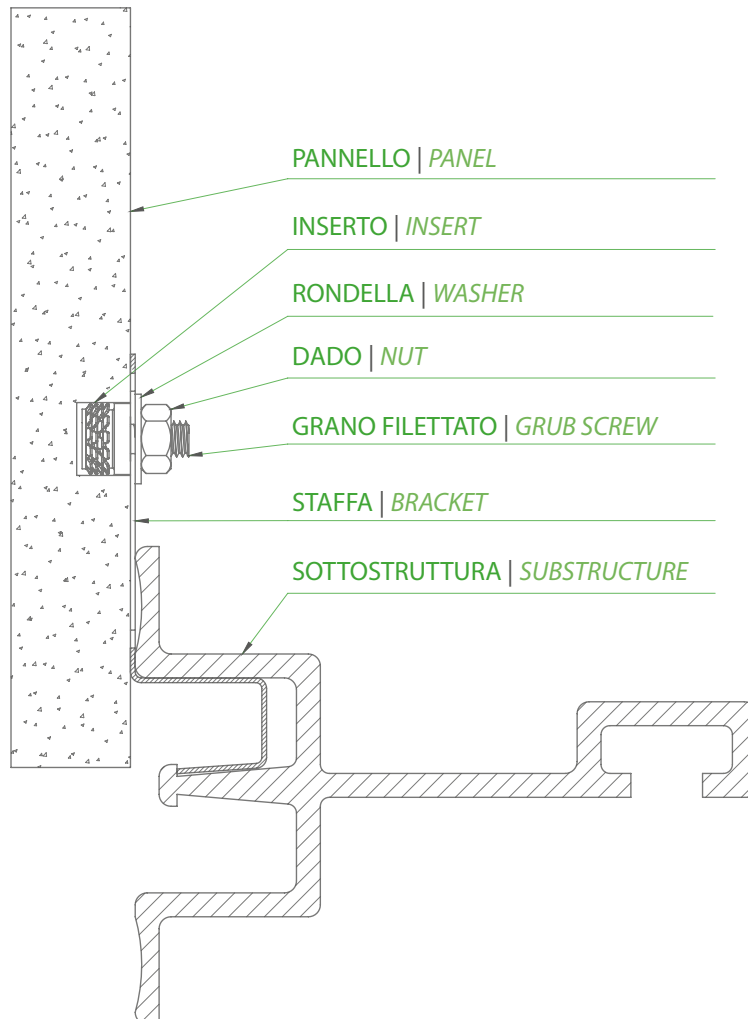 PANNELLO | PANEL
INSERTO | INSERT
RONDELLA | WASHER
DADO | NUT
GRANO FILETTATO | GRUB SCREW
STAFFA | BRACKET
SOTTOSTRUTTURA | SUBSTRUCTURE